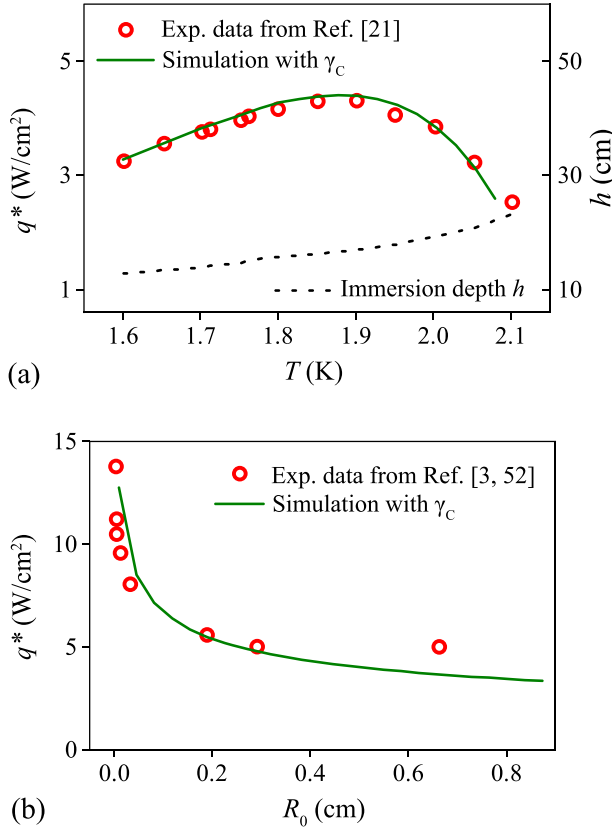 Exp. data from Ref. [21]
Simulation with γC
5
3
1
q* (W/cm²)
50
30
10
h (cm)
Immersion depth h
1.6 1.7 1.8 1.9 2.0 2.1
(a) T (K)
15
10
5
0
q* (W/cm²)
Exp. data from Ref. [3, 52]
Simulation with γC
0.0 0.2 0.4 0.6 0.8
(b) R0 (cm)